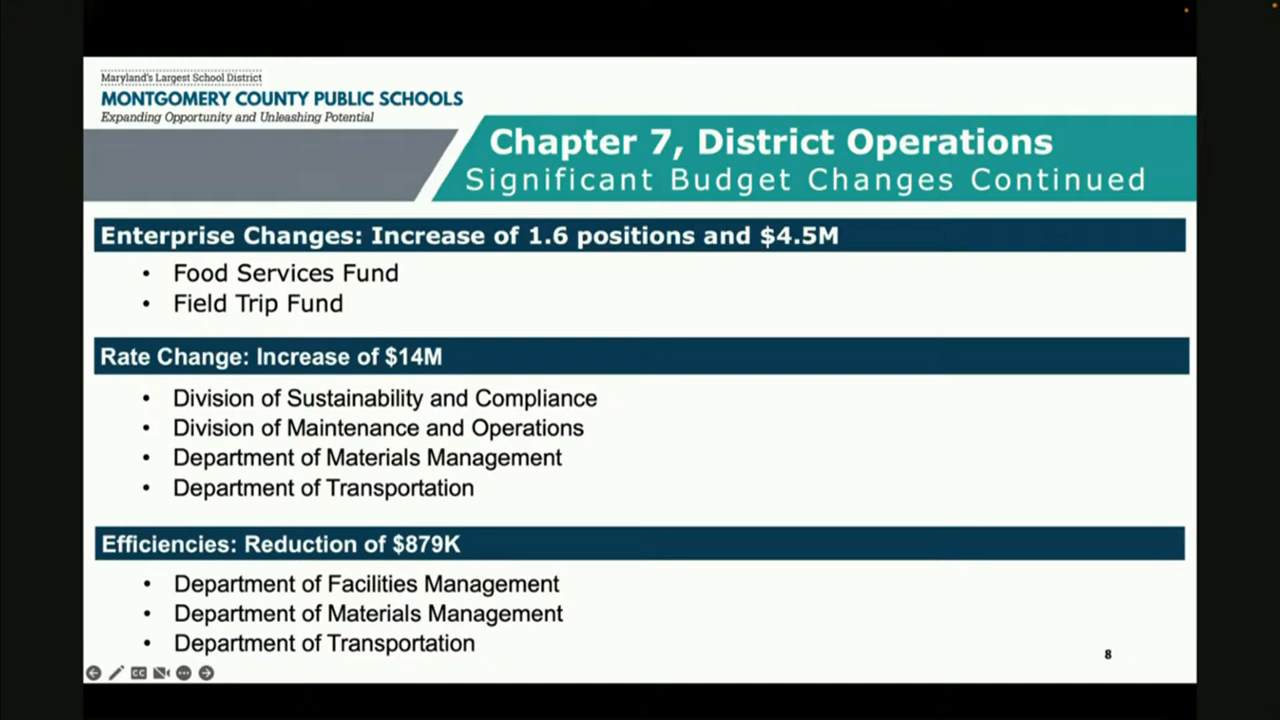 Maryland's Largest School District
MONTGOMERY COUNTY PUBLIC SCHOOLS
Expanding Opportunity and Unleashing Potential
Chapter 7, District Operations
Significant Budget Changes Continued
Enterprise Changes: Increase of 1.6 positions and $4.5M
• Food Services Fund
• Field Trip Fund
Rate Change: Increase of $14M
• Division of Sustainability and Compliance
• Division of Maintenance and Operations
• Department of Materials Management
• Department of Transportation
Efficiencies: Reduction of $879K
• Department of Facilities Management
• Department of Materials Management
• Department of Transportation
8
CC